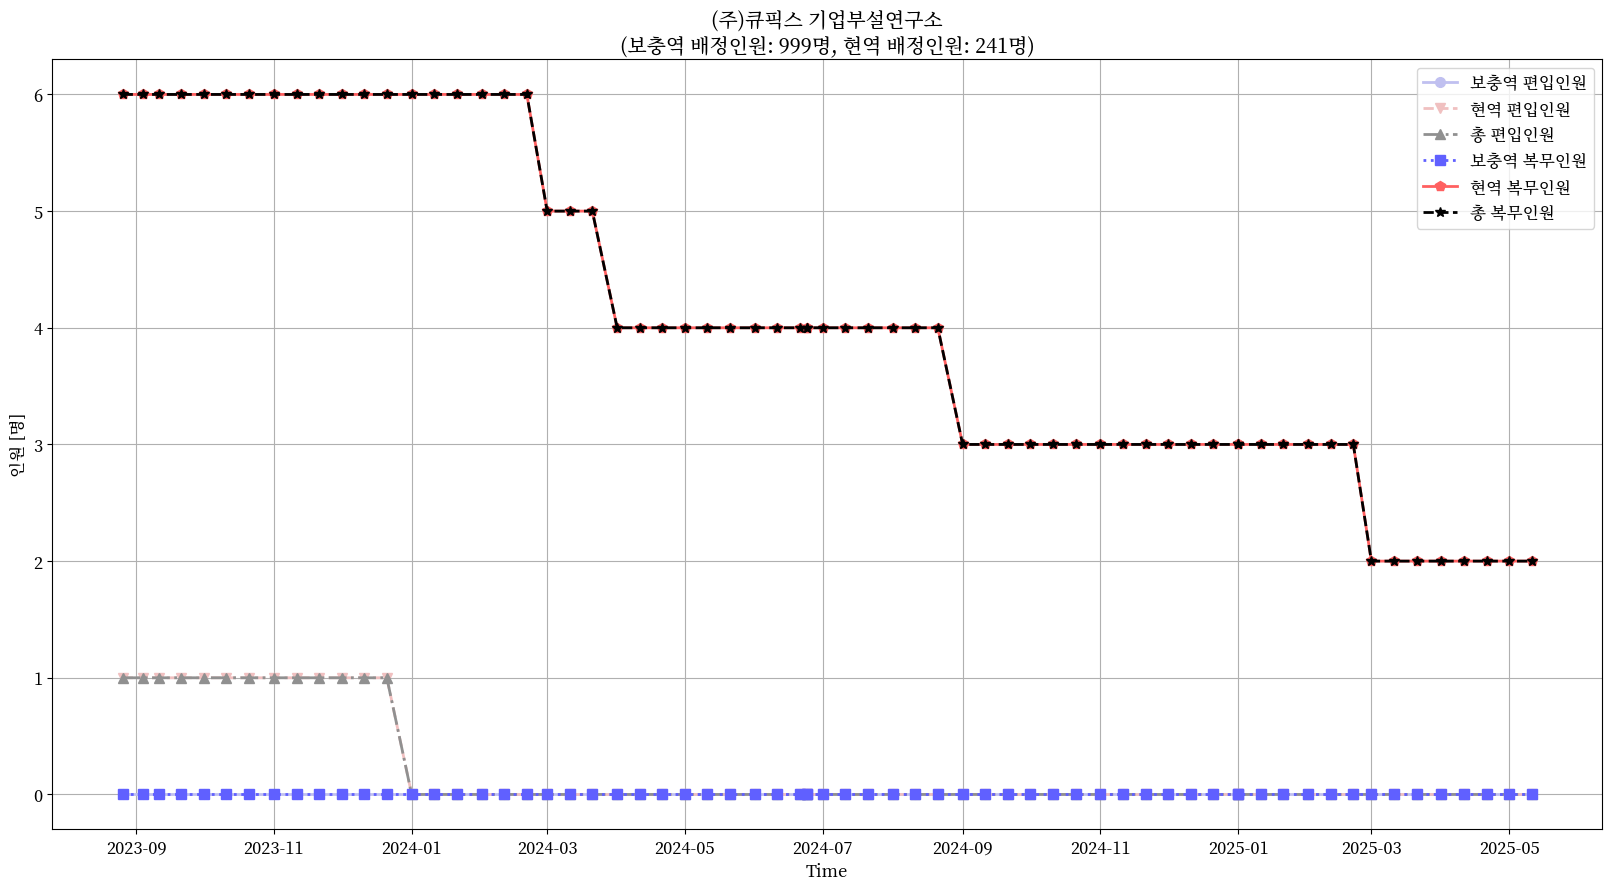 (주)큐픽스 기업부설연구소
(보충역 배정인원: 999명, 현역 배정인원: 241명)
보충역 편입인원
현역 편입인원
총 편입인원
보충역 복무인원
현역 복무인원
총 복무인원
인원 [명]
6
5
4
3
2
1
0
2023-09 2023-11 2024-01 2024-03 2024-05 2024-07 2024-09 2024-11 2025-01 2025-03 2025-05
Time